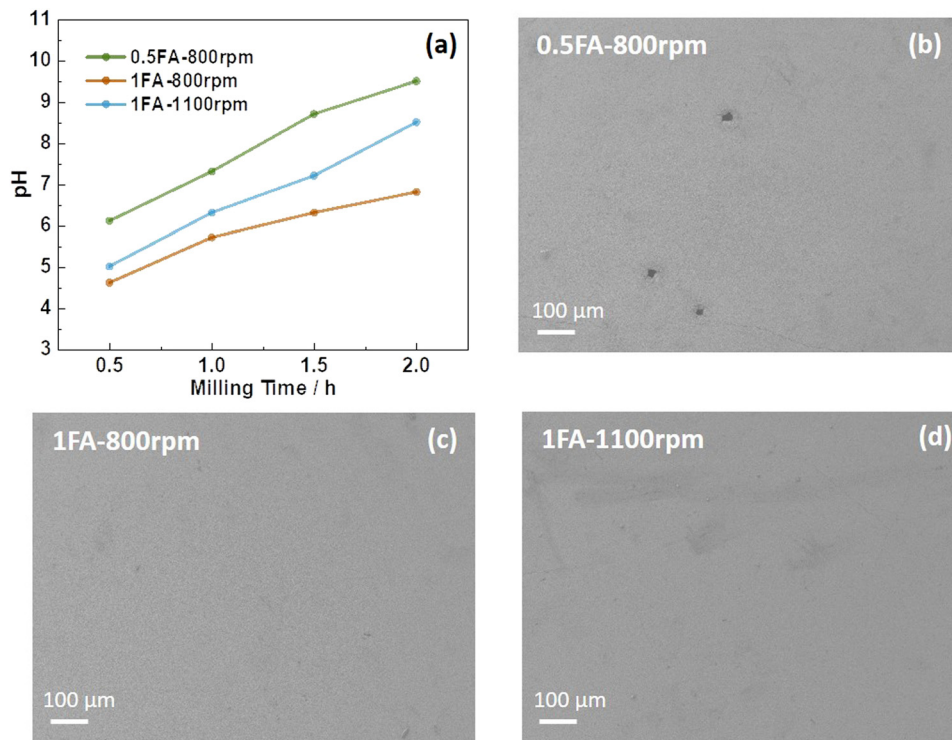 11
10
9
8
7
6
5
4
3
pH
(a)
0.5FA-800rpm
1FA-800rpm
1FA-1100rpm
0.5 1.0 1.5 2.0
Milling Time / h
0.5FA-800rpm (b)
100 µm
1FA-800rpm (c)
100 µm
1FA-1100rpm (d)
100 µm